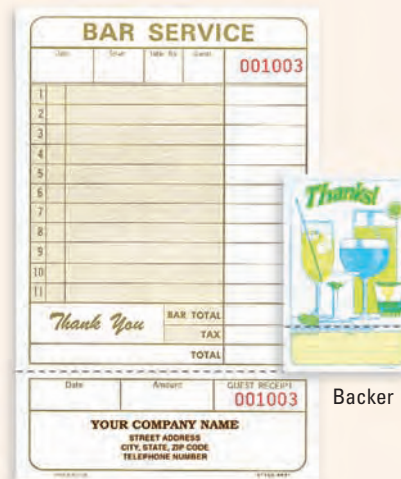 BAR SERVICE
Date Server Table No. Guests
001003
1
2
3
4
5
6
7
8
9
10
11
Thank You
BAR TOTAL
TAX
TOTAL
Date Amount GUEST RECEIPT
001003
YOUR COMPANY NAME
STREET ADDRESS
CITY, STATE, ZIP CODE
TELEPHONE NUMBER
Thanks!
Backer